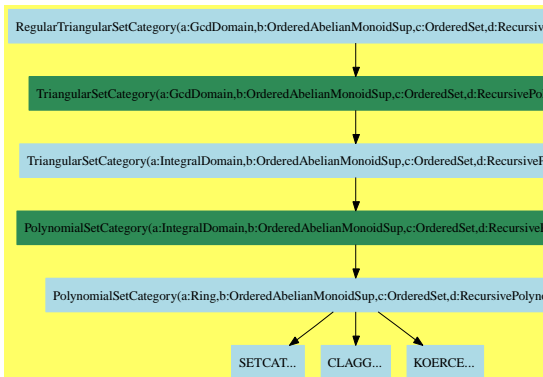 RegularTriangularSetCategory(a:GcdDomain,b:OrderedAbelianMonoidSup,c:OrderedSet,d:Recursive
TriangularSetCategory(a:GcdDomain,b:OrderedAbelianMonoidSup,c:OrderedSet,d:RecursivePo
TriangularSetCategory(a:IntegralDomain,b:OrderedAbelianMonoidSup,c:OrderedSet,d:RecursiveP
PolynomialSetCategory(a:IntegralDomain,b:OrderedAbelianMonoidSup,c:OrderedSet,d:RecursiveP
PolynomialSetCategory(a:Ring,b:OrderedAbelianMonoidSup,c:OrderedSet,d:RecursivePolyno
SETCAT... CLAGG... KOERCE...